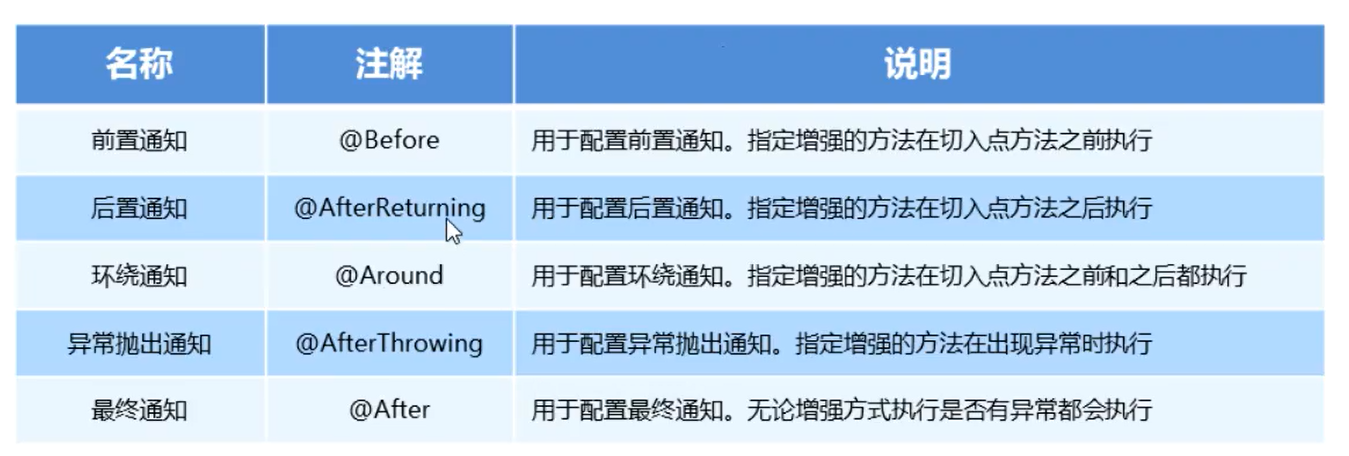 名称 注解 说明
前置通知 @Before 用于配置前置通知。指定增强的方法在切入点方法之前执行
后置通知 @AfterReturning 用于配置后置通知。指定增强的方法在切入点方法之后执行
环绕通知 @Around 用于配置环绕通知。指定增强的方法在切入点方法之前和之后都执行
异常抛出通知 @AfterThrowing 用于配置异常抛出通知。指定增强的方法在出现异常时执行
最终通知 @After 用于配置最终通知。无论增强方式执行是否有异常都会执行